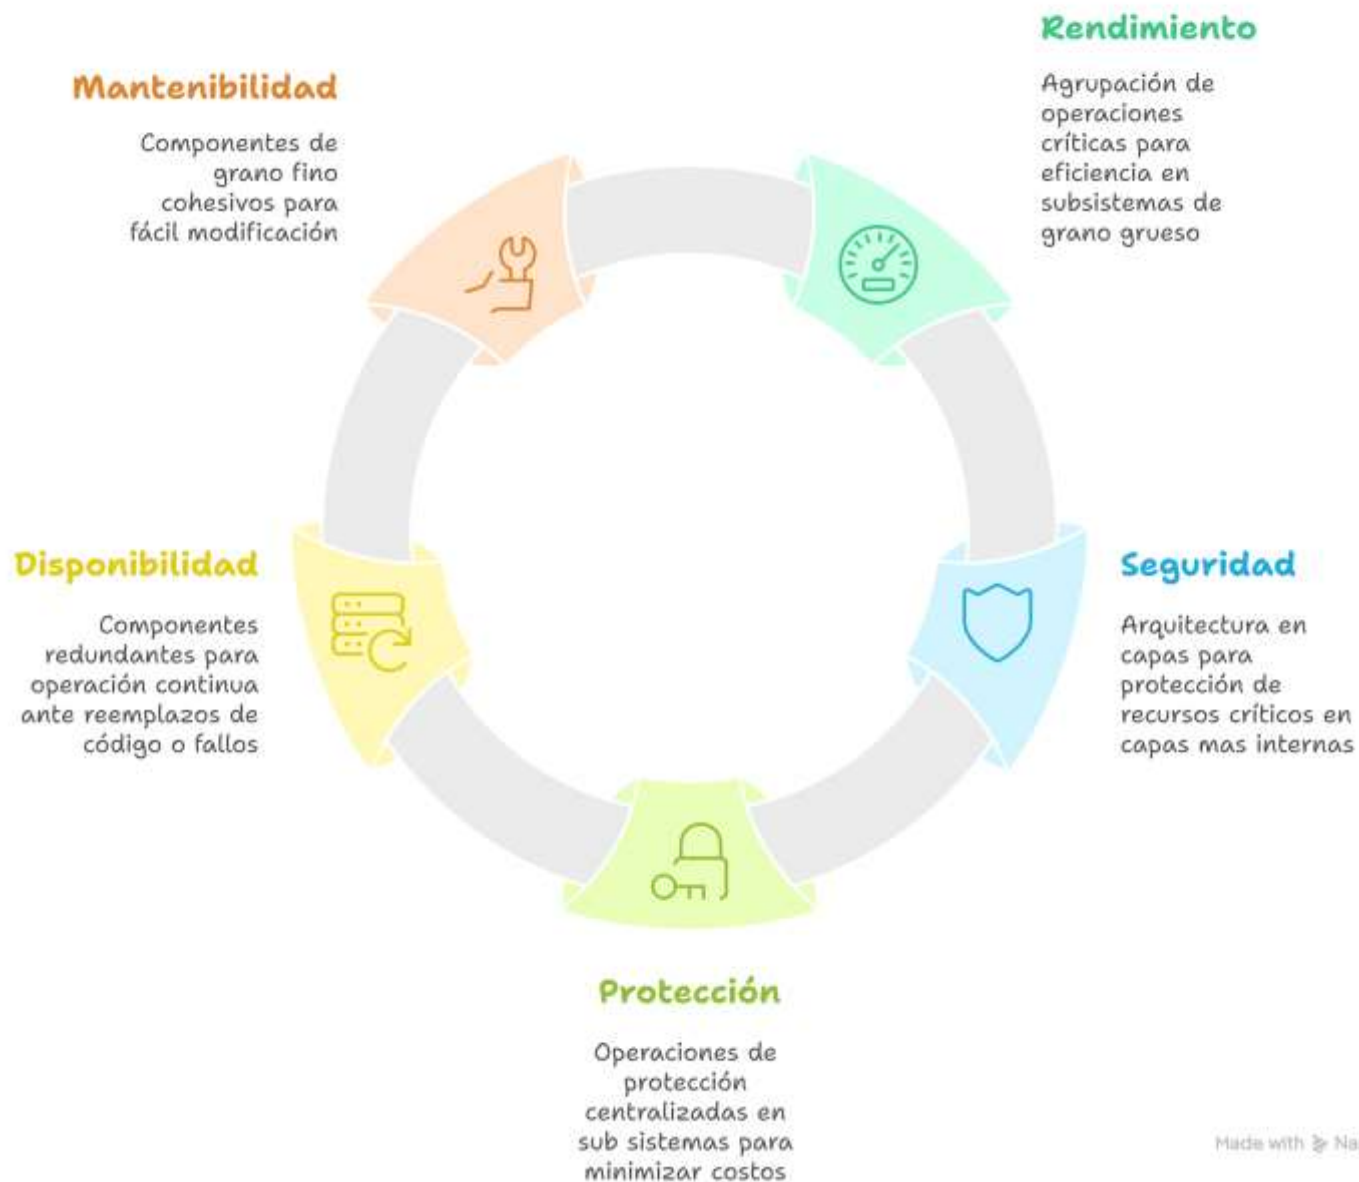 Rendimiento
Agrupación de
operaciones
críticas para
eficiencia en
subsistemas de
grano grueso
Mantenibilidad
Componentes de
grano fino
cohesivos para
fácil modificación
Disponibilidad
Componentes
redundantes para
operación continua
ante reemplazos de
código o fallos
Seguridad
Arquitectura en
capas para
protección de
recursos críticos en
capas mas internas
Protección
Operaciones de
protección
centralizadas en
sub sistemas para
minimizar costos
Made with Na